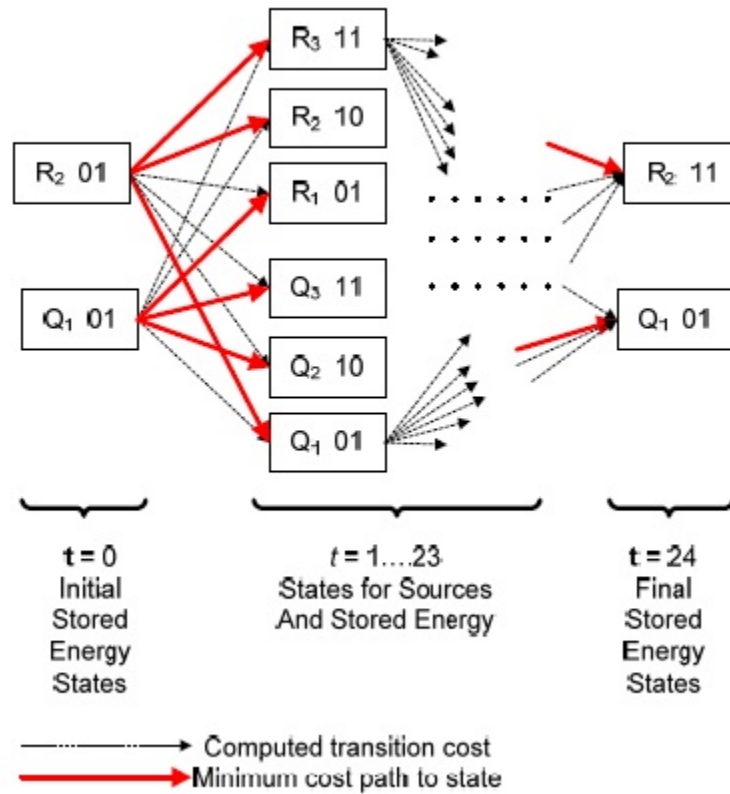 R₃ 11
R₂ 10
R₂ 01
R₁ 01
R₂ 11
Q₃ 11
Q₁ 01
Q₁ 01
Q₂ 10
Q₁ 01
t = 0
Initial
Stored
Energy
States
t = 1....23
States for Sources
And Stored Energy
t = 24
Final
Stored
Energy
States
Computed transition cost
Minimum cost path to state